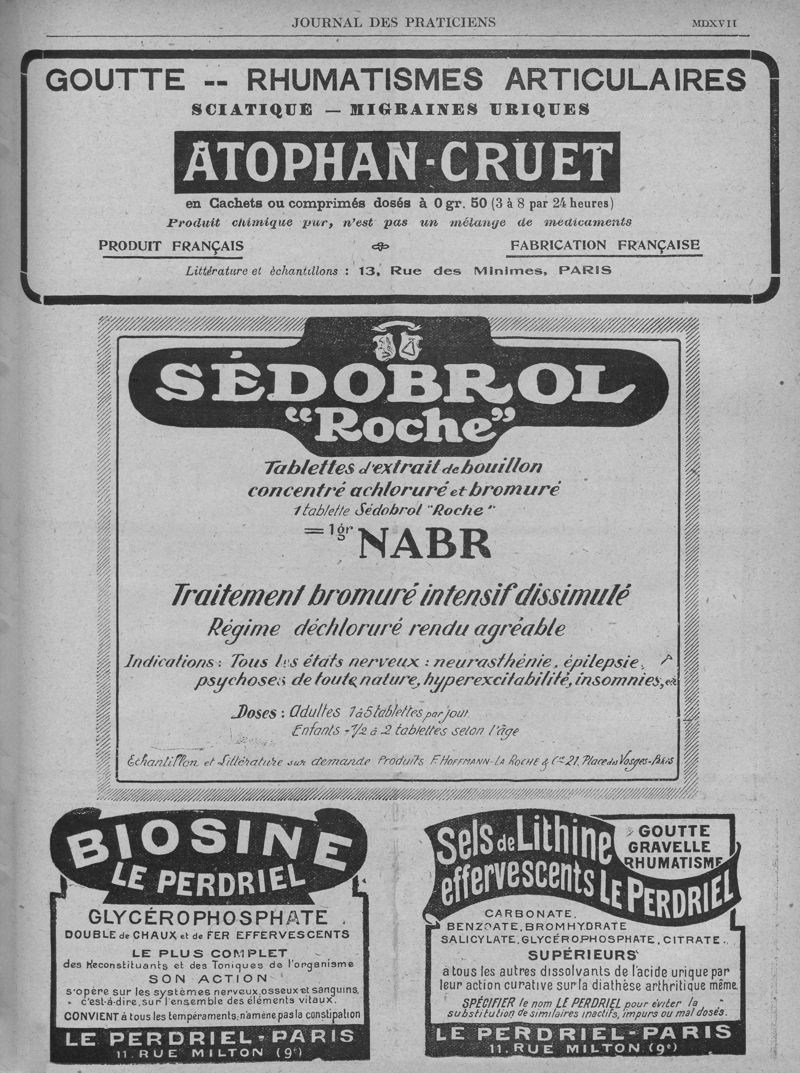 JOURNAL DES PRATICIENS
MDXVII
GOUTTE -- RHUMATISMES ARTICULAIRES
SCIATIQUE — MIGRAINES URIQUES
ATOPHAN-CRUET
en Cachets ou comprimés dosés à 0 gr. 50 (3 à 8 par 24 heures)
Produit chimique pur, n'est pas un mélange de médicaments
PRODUIT FRANÇAIS
FABRICATION FRANÇAISE
Littérature et échantillons : 13, Rue des Minimes, PARIS
SÉDOBROL
"Roche"
Tablettes d'extrait de bouillon
concentré achloruré et bromuré
1 tablette Sédobrol "Roche"
= 1gr NABR
Traitement bromuré intensif dissimulé
Régime déchloruré rendu agréable
Indications : Tous les états nerveux : neurasthénie, épilepsie,
psychoses de toute nature, hyperexcitabilité, insomnies, etc
Doses : Adultes 1 à 5 tablettes par jour
Enfants - 1/2 à 2 tablettes selon l'âge
Echantillon et Littérature sur demande Produits F. HOFFMANN-LA ROCHE & Cie 21, Place des Vosges-PARIS
BIOSINE
LE PERDRIEL
GLYCÉROPHOSPHATE
DOUBLE de CHAUX et de FER EFFERVESCENTS
LE PLUS COMPLET
des Reconstituants et des Toniques de l'organisme
SON ACTION
s'opère sur les systèmes nerveux, osseux et sanguins,
c'est-à-dire, sur l'ensemble des éléments vitaux.
CONVIENT à tous les tempéraments; n'amène pas la constipation
LE PERDRIEL - PARIS
11. RUE MILTON (9e)
Sels de Lithine
effervescents LE PERDRIEL
GOUTTE
GRAVELLE
RHUMATISME
CARBONATE,
BENZOATE, BROMHYDRATE
SALICYLATE, GLYCÉROPHOSPHATE, CITRATE.
SUPÉRIEURS
à tous les autres dissolvants de l'acide urique par
leur action curative sur la diathèse arthritique même.
SPÉCIFIER le nom LE PERDRIEL pour éviter la
substitution de similaires inactifs, impurs ou mal dosés.
LE PERDRIEL - PARIS
11. RUE MILTON (9e)